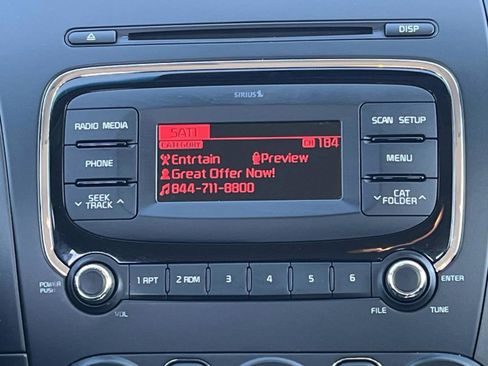 DISP
SIRIUS
RADIO MEDIA
SAT1
SCAN SETUP
CATEGORY
CH 184
Entrtain Preview
PHONE
MENU
Great Offer Now!
844-711-8800
SEEK
TRACK
CAT
FOLDER
POWER
PUSH
1 RPT
2 RDM
3
4
5
6
ENTER
VOL
FILE
TUNE